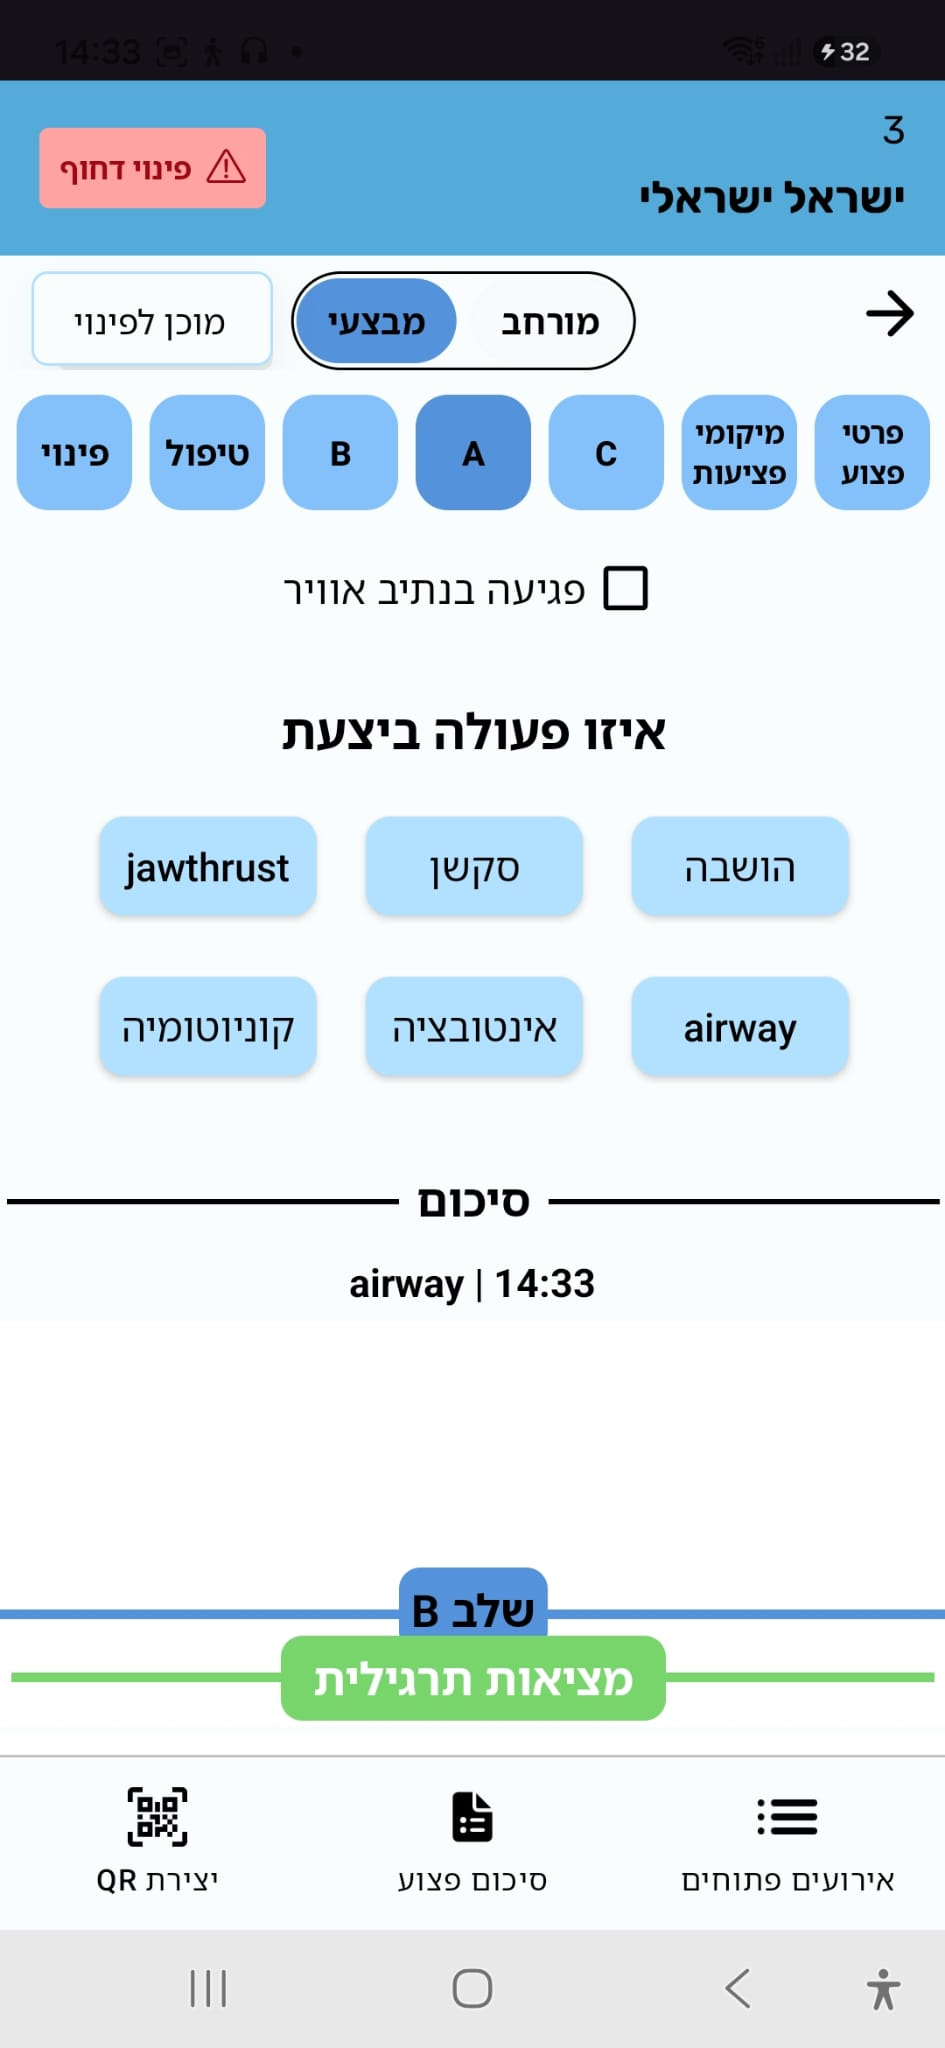 14:33
32
3
ישראל ישראלי
פינוי דחוף
מורחב
מבצעי
מוכן לפינוי
פרטי פצוע
מיקומי פציעות
C
A
B
טיפול
פינוי
פגיעה בנתיב אוויר
איזו פעולה ביצעת
הושבה
סקשן
jawthrust
airway
אינטובציה
קוניוטומיה
סיכום
airway | 14:33
שלב B
מציאות תרגילית
אירועים פתוחים
סיכום פצוע
יצירת QR